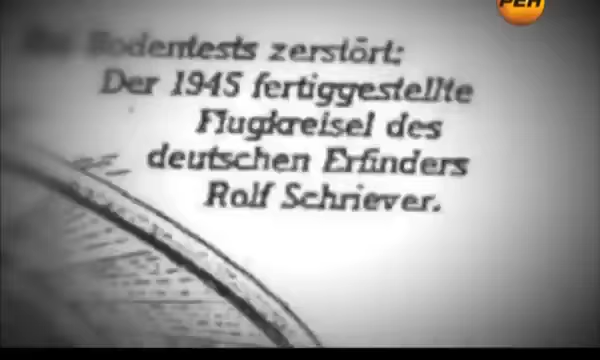 РЕН
Bodentests zerstört:
Der 1945 fertiggestellte
Flugkreisel des
deutschen Erfinders
Rolf Schriever.